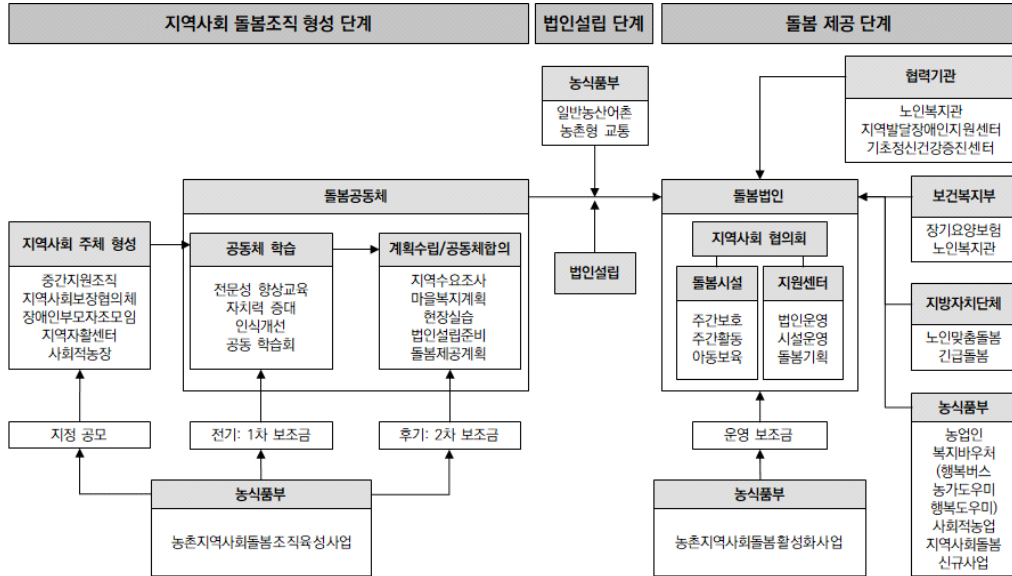 지역사회 돌봄조직 형성 단계
법인설립 단계
돌봄 제공 단계
농식품부
일반농산어촌
농촌형 교통
협력기관
노인복지관
지역발달장애인지원센터
기초정신건강증진센터
돌봄공동체
지역사회 주체 형성
중간지원조직
지역사회보장협의체
장애인부모자조모임
지역자활센터
사회적농장
공동체 학습
전문성 향상교육
자치력 증대
인식개선
공동 학습회
계획수립/공동체합의
지역수요조사
마을복지계획
현장실습
법인설립준비
돌봄제공계획
법인설립
돌봄법인
지역사회 협의회
돌봄시설
주간보호
주간활동
아동보육
지원센터
법인운영
시설운영
돌봄기획
보건복지부
장기요양보험
노인복지관
지방자치단체
노인맞춤돌봄
긴급돌봄
농식품부
농업인
복지바우처
(행복버스
농가도우미
행복도우미)
사회적농업
지역사회돌봄
신규사업
지정 공모
전기: 1차 보조금
후기: 2차 보조금
운영 보조금
농식품부
농촌지역사회돌봄조직육성사업
농식품부
농촌지역사회돌봄활성화사업